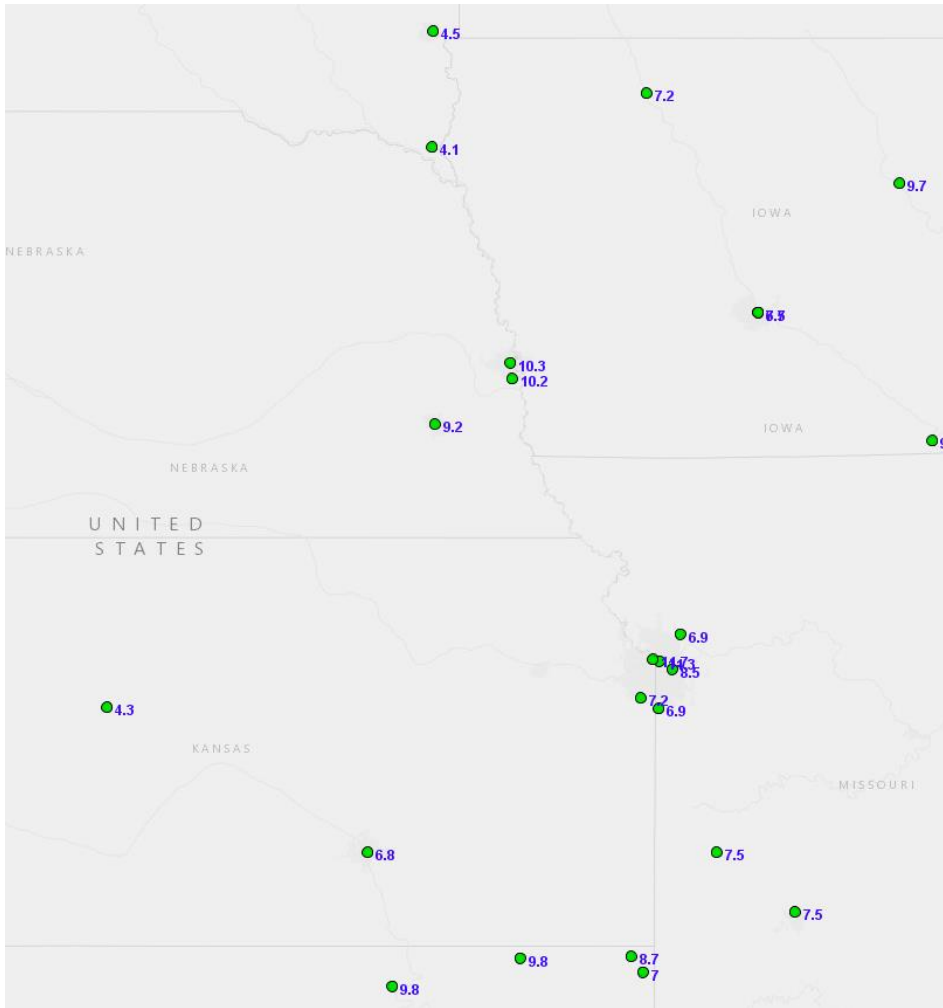 4.5
7.2
4.1
9.7
IOWA
NEBRASKA
10.3
10.2
9.2
IOWA
9
NEBRASKA
UNITED
STATES
6.9
8.5
7.2
6.9
4.3
KANSAS
MISSOURI
6.8
7.5
7.5
8.7
9.8
7
9.8